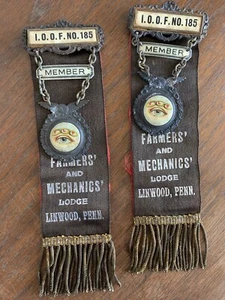 I.O.O.F. NO. 185
MEMBER
FARMERS'
AND
MECHANICS'
LODGE
LINWOOD, PENN.
I.O.O.F. NO. 185
MEMBER
FARMERS'
AND
MECHANICS'
LODGE
LINWOOD, PENN.